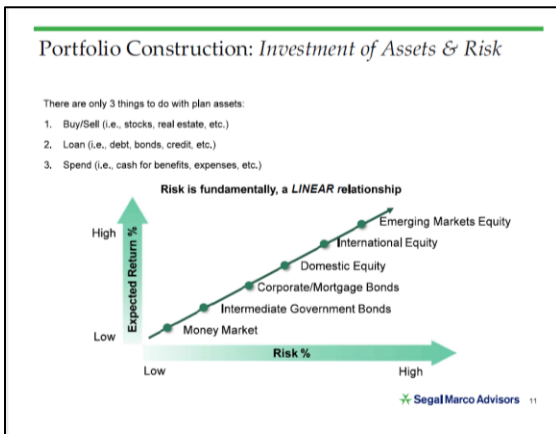 Portfolio Construction: Investment of Assets & Risk
There are only 3 things to do with plan assets:
1. Buy/Sell (i.e., stocks, real estate, etc.)
2. Loan (i.e., debt, bonds, credit, etc.)
3. Spend (i.e., cash for benefits, expenses, etc.)
Risk is fundamentally, a LINEAR relationship
High
Expected Return %
Low
Emerging Markets Equity
International Equity
Domestic Equity
Corporate/Mortgage Bonds
Intermediate Government Bonds
Money Market
Risk %
Low
High
Segal Marco Advisors 11